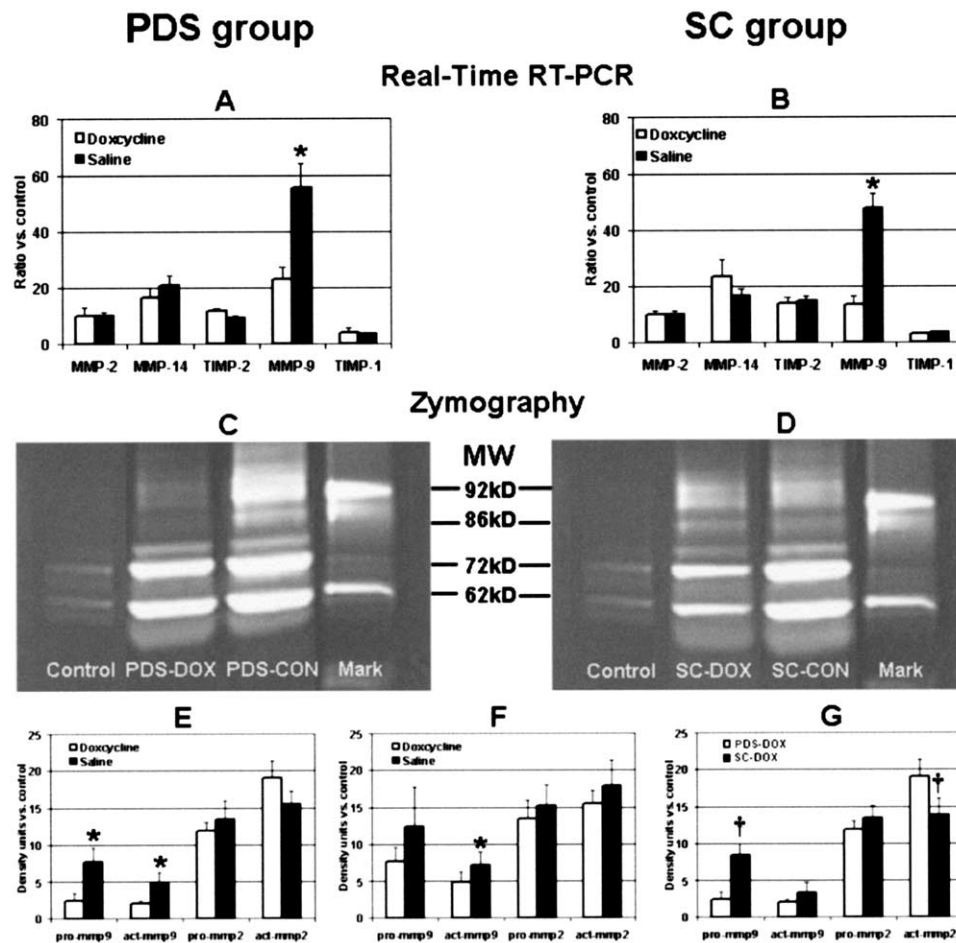 PDS group
SC group
Real-Time RT-PCR
A
B
80
60
40
20
0
Ratio vs. control
Doxcycline
Saline
*
MMP-2 MMP-14 TIMP-2 MMP-9 TIMP-1
80
60
40
20
0
Ratio vs. control
Doxcycline
Saline
*
MMP-2 MMP-14 TIMP-2 MMP-9 TIMP-1
Zymography
C
D
MW
92kD
86kD
72kD
62kD
Control PDS-DOX PDS-CON Mark
Control SC-DOX SC-CON Mark
E
F
G
25
20
15
10
5
0
Density units vs. control
Doxcycline
Saline
* *
pro-mmp9 act-mmp9 pro-mmp2 act-mmp2
25
20
15
10
5
0
Density units vs. control
Doxcycline
Saline
*
pro-mmp9 act-mmp9 pro-mmp2 act-mmp2
25
20
15
10
5
0
Density units vs. control
PDS-DOX
SC-DOX
† †
pro-mmp9 act-mmp9 pro-mmp2 act-mmp2